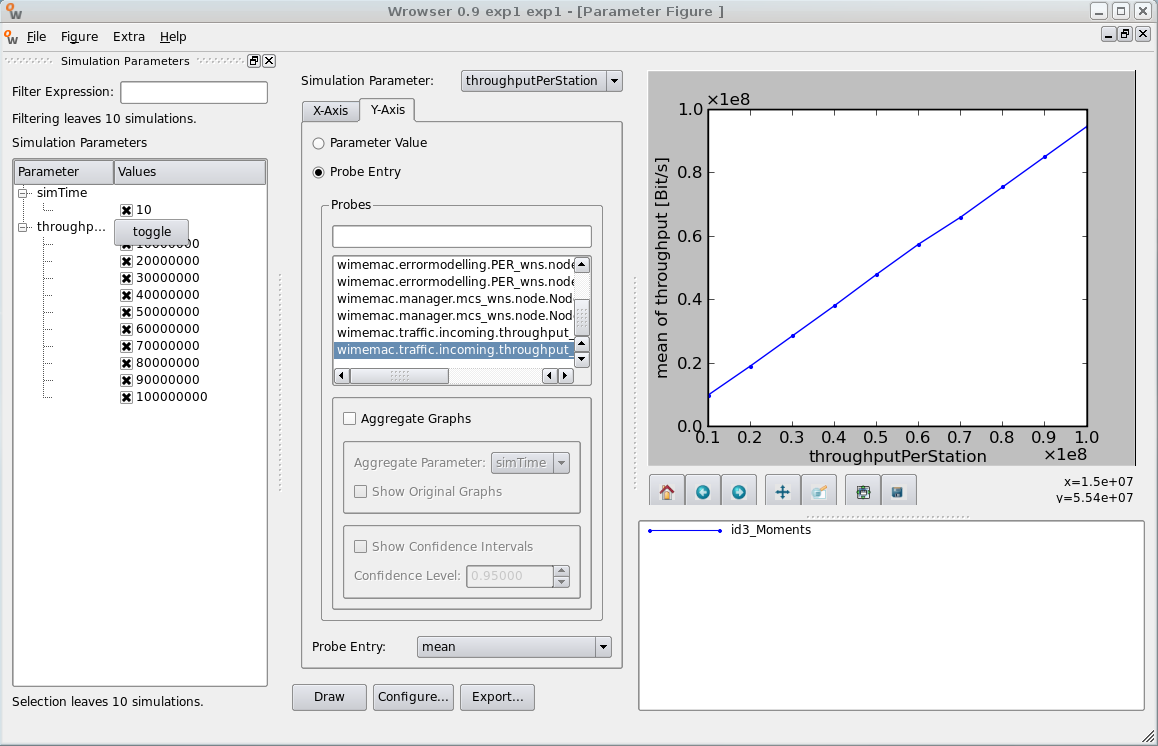 Wrowser 0.9 exp1 exp1 - [Parameter Figure ]
File Figure Extra Help
Simulation Parameters
Filter Expression:
Filtering leaves 10 simulations.
Simulation Parameters
Parameter Values
simTime
10
throughp...
toggle
20000000
30000000
40000000
50000000
60000000
70000000
80000000
90000000
100000000
Selection leaves 10 simulations.
Simulation Parameter: throughputPerStation
X-Axis Y-Axis
Parameter Value
Probe Entry
Probes
wimemac.errormodelling.PER_wns.node
wimemac.errormodelling.PER_wns.node
wimemac.manager.mcs_wns.node.Nod
wimemac.manager.mcs_wns.node.Nod
wimemac.traffic.incoming.throughput_
wimemac.traffic.incoming.throughput_
Aggregate Graphs
Aggregate Parameter: simTime
Show Original Graphs
Show Confidence Intervals
Confidence Level: 0.95000
Probe Entry: mean
Draw Configure... Export...
×1e8
1.0
0.8
0.6
0.4
0.2
0.0
mean of throughput [Bit/s]
0.1 0.2 0.3 0.4 0.5 0.6 0.7 0.8 0.9 1.0
throughputPerStation
×1e8
x=1.5e+07
y=5.54e+07
id3_Moments